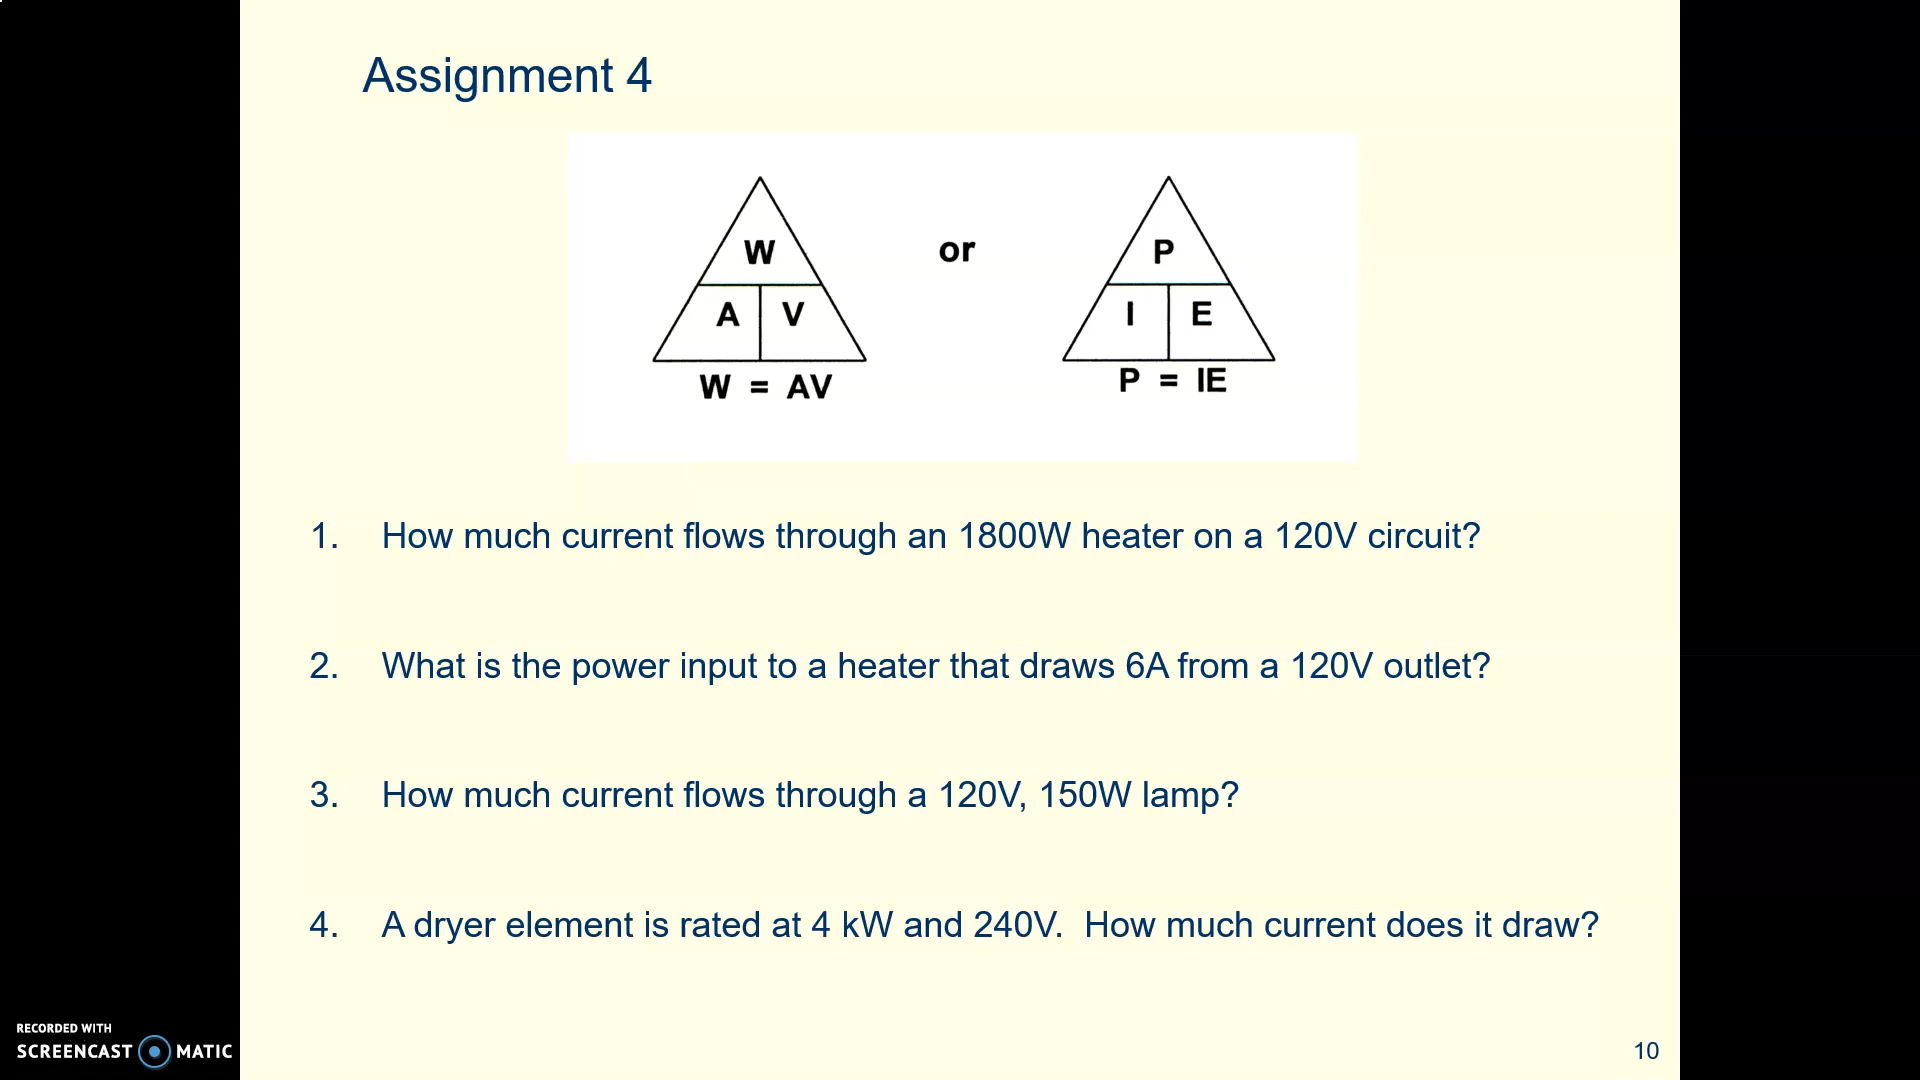 Assignment 4
W
A V
W = AV
or
P
I E
P = IE
1. How much current flows through an 1800W heater on a 120V circuit?
2. What is the power input to a heater that draws 6A from a 120V outlet?
3. How much current flows through a 120V, 150W lamp?
4. A dryer element is rated at 4 kW and 240V. How much current does it draw?
RECORDED WITH
SCREENCAST MATIC
10